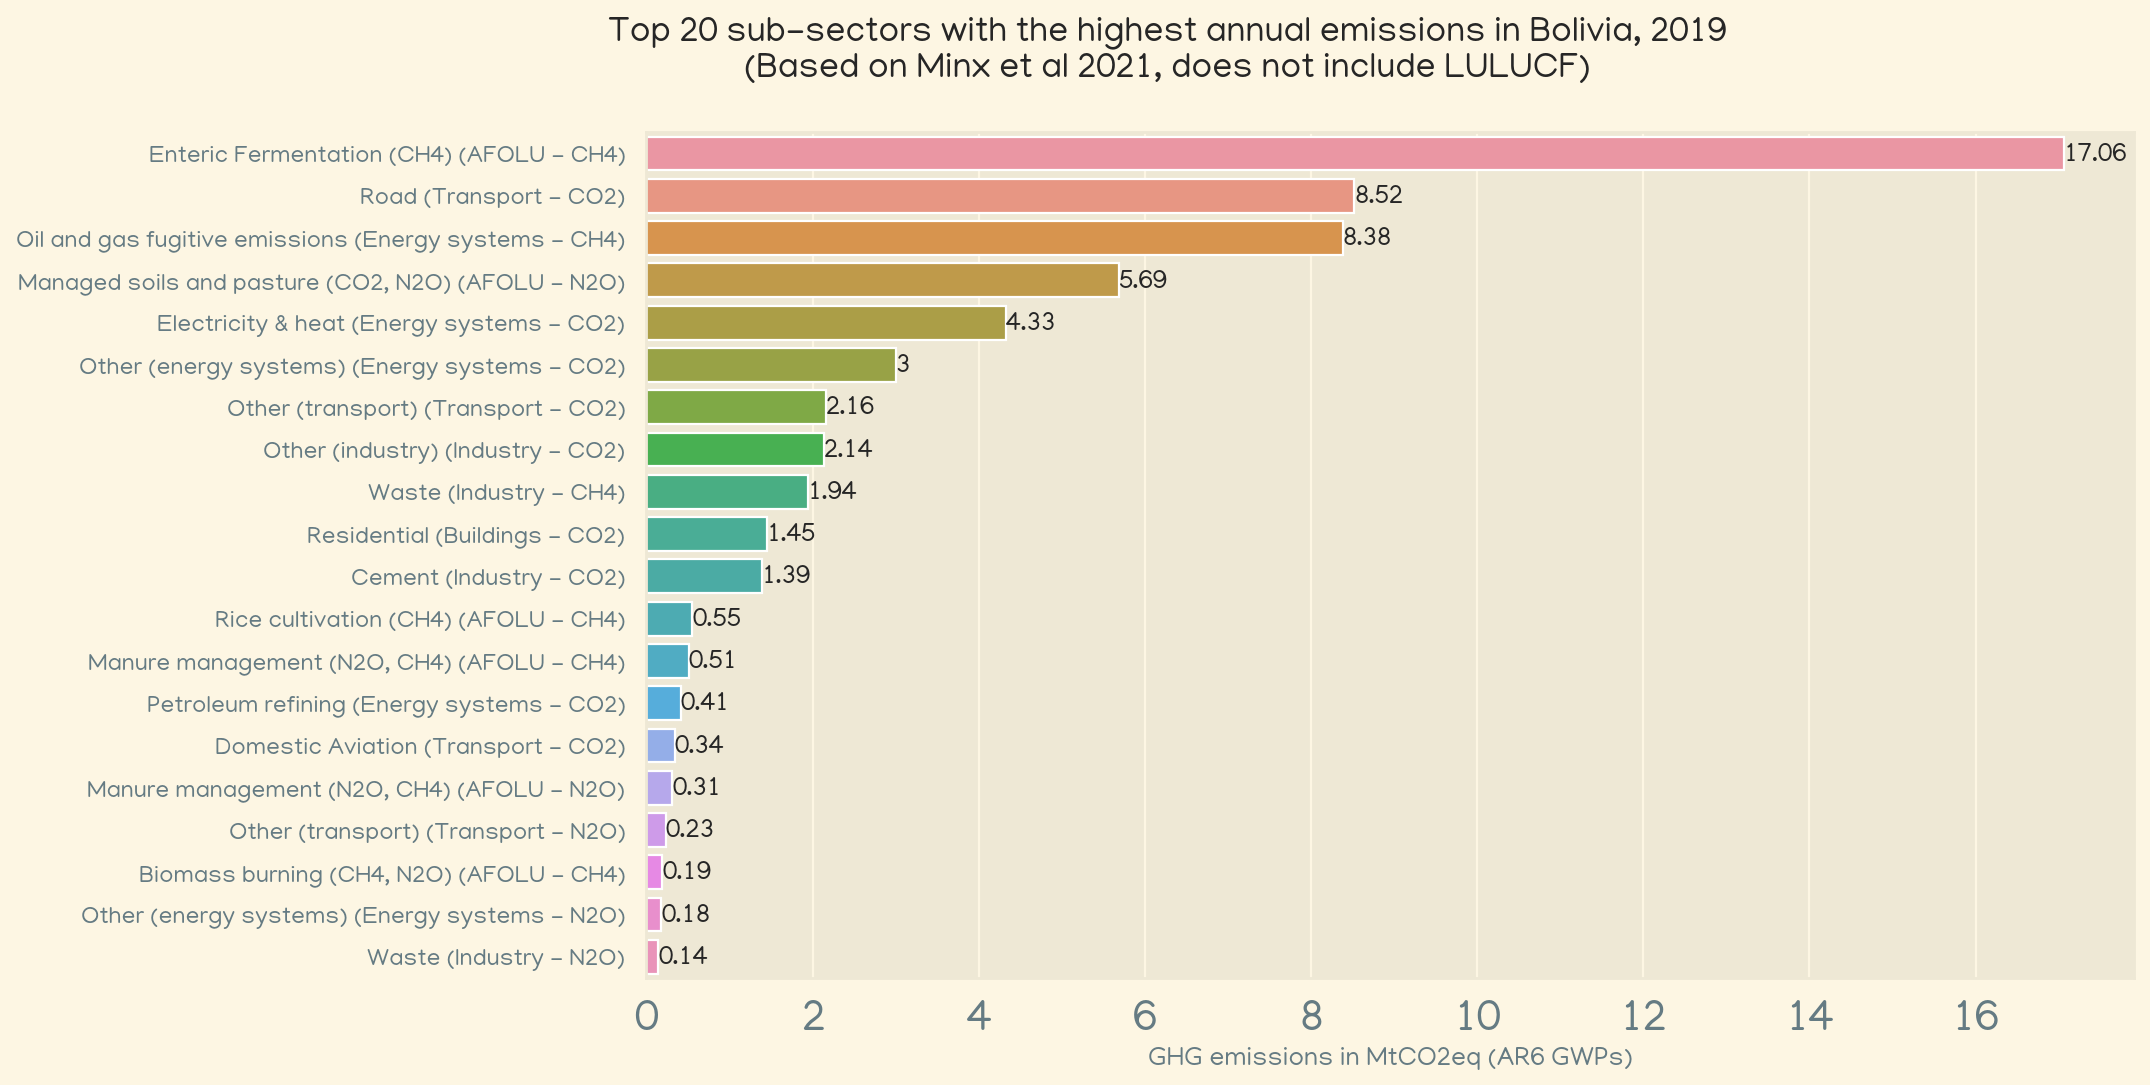 Top 20 sub-sectors with the highest annual emissions in Bolivia, 2019
(Based on Minx et al 2021, does not include LULUCF)
Enteric Fermentation (CH4) (AFOLU - CH4) 17.06
Road (Transport - CO2) 8.52
Oil and gas fugitive emissions (Energy systems - CH4) 8.38
Managed soils and pasture (CO2, N2O) (AFOLU - N2O) 5.69
Electricity & heat (Energy systems - CO2) 4.33
Other (energy systems) (Energy systems - CO2) 3
Other (transport) (Transport - CO2) 2.16
Other (industry) (Industry - CO2) 2.14
Waste (Industry - CH4) 1.94
Residential (Buildings - CO2) 1.45
Cement (Industry - CO2) 1.39
Rice cultivation (CH4) (AFOLU - CH4) 0.55
Manure management (N2O, CH4) (AFOLU - CH4) 0.51
Petroleum refining (Energy systems - CO2) 0.41
Domestic Aviation (Transport - CO2) 0.34
Manure management (N2O, CH4) (AFOLU - N2O) 0.31
Other (transport) (Transport - N2O) 0.23
Biomass burning (CH4, N2O) (AFOLU - CH4) 0.19
Other (energy systems) (Energy systems - N2O) 0.18
Waste (Industry - N2O) 0.14
0 2 4 6 8 10 12 14 16
GHG emissions in MtCO2eq (AR6 GWPs)